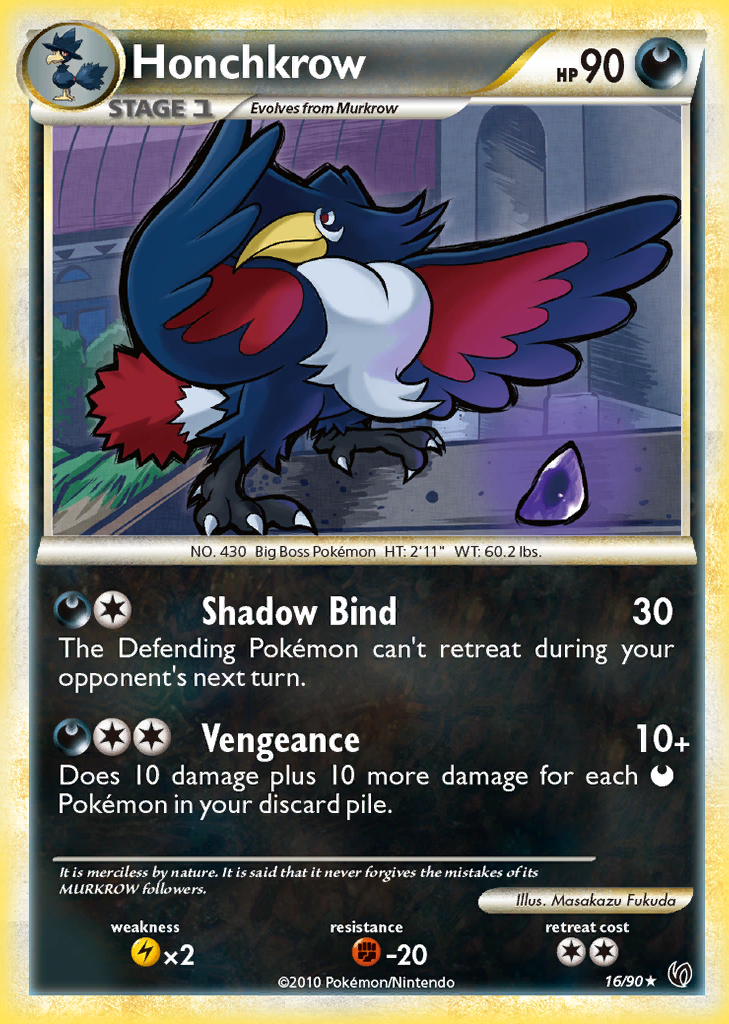 Honchkrow
HP 90
STAGE 1
Evolves from Murkrow
NO. 430 Big Boss Pokémon HT: 2'11" WT: 60.2 lbs.
Shadow Bind 30
The Defending Pokémon can't retreat during your
opponent's next turn.
Vengeance 10+
Does 10 damage plus 10 more damage for each
Pokémon in your discard pile.
It is merciless by nature. It is said that it never forgives the mistakes of its
MURKROW followers.
Illus. Masakazu Fukuda
weakness resistance retreat cost
×2 -20
©2010 Pokémon/Nintendo
16/90★